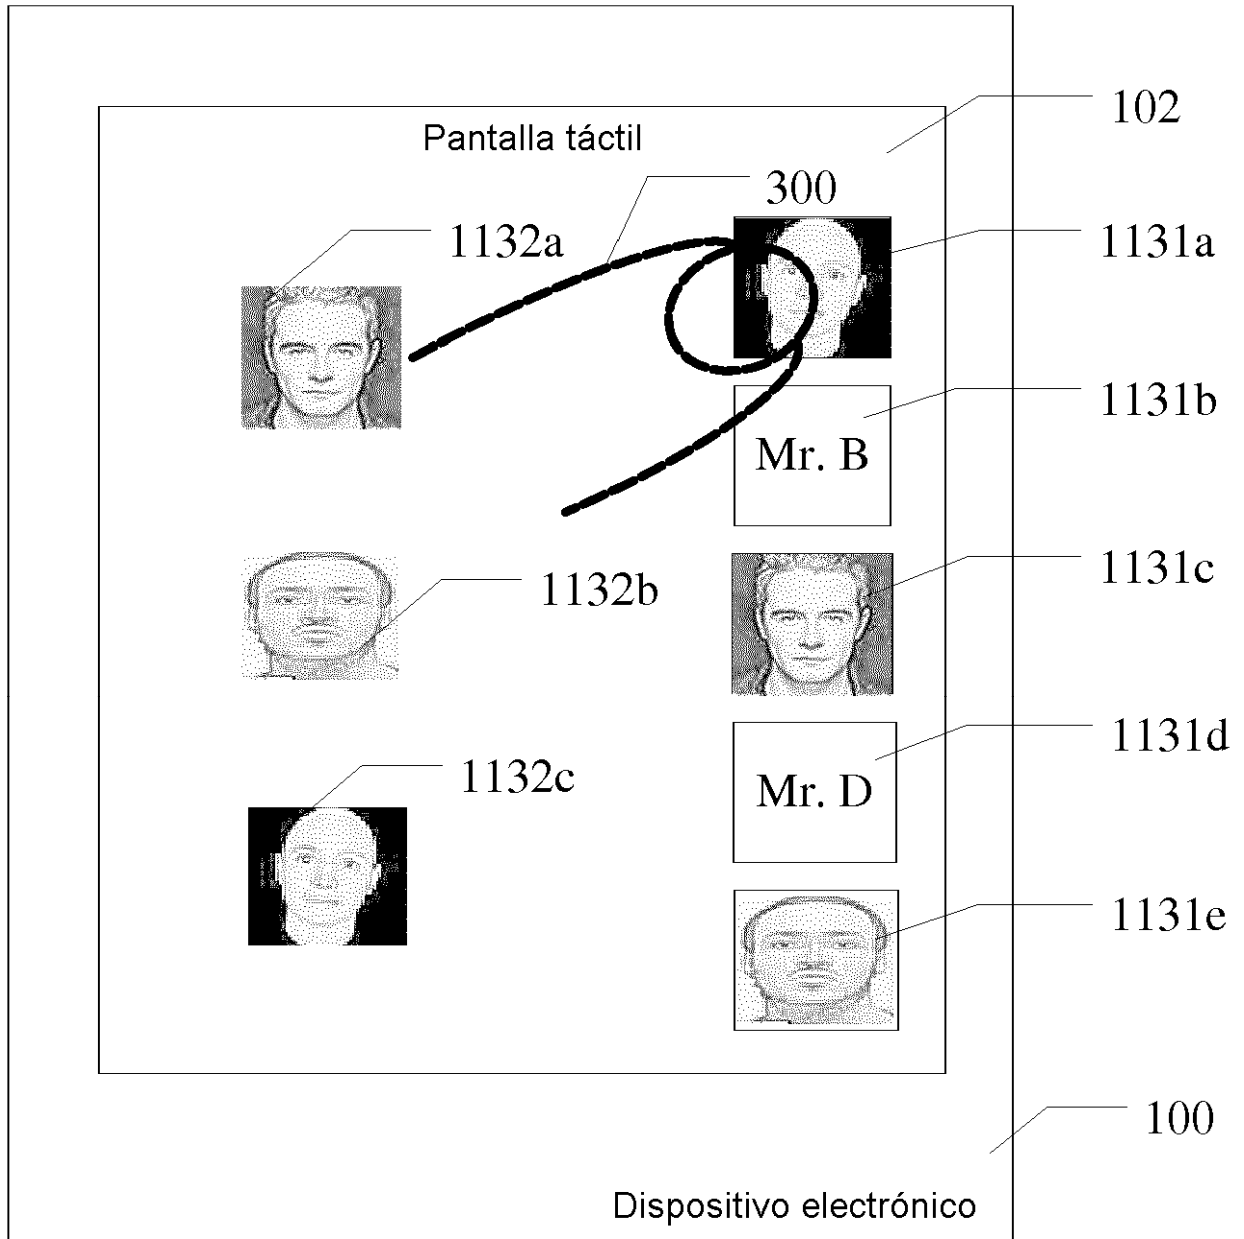 102
Pantalla táctil
300
1132a
1131a
1131b
Mr. B
1131c
1132b
1131d
1132c
Mr. D
1131e
100
Dispositivo electrónico